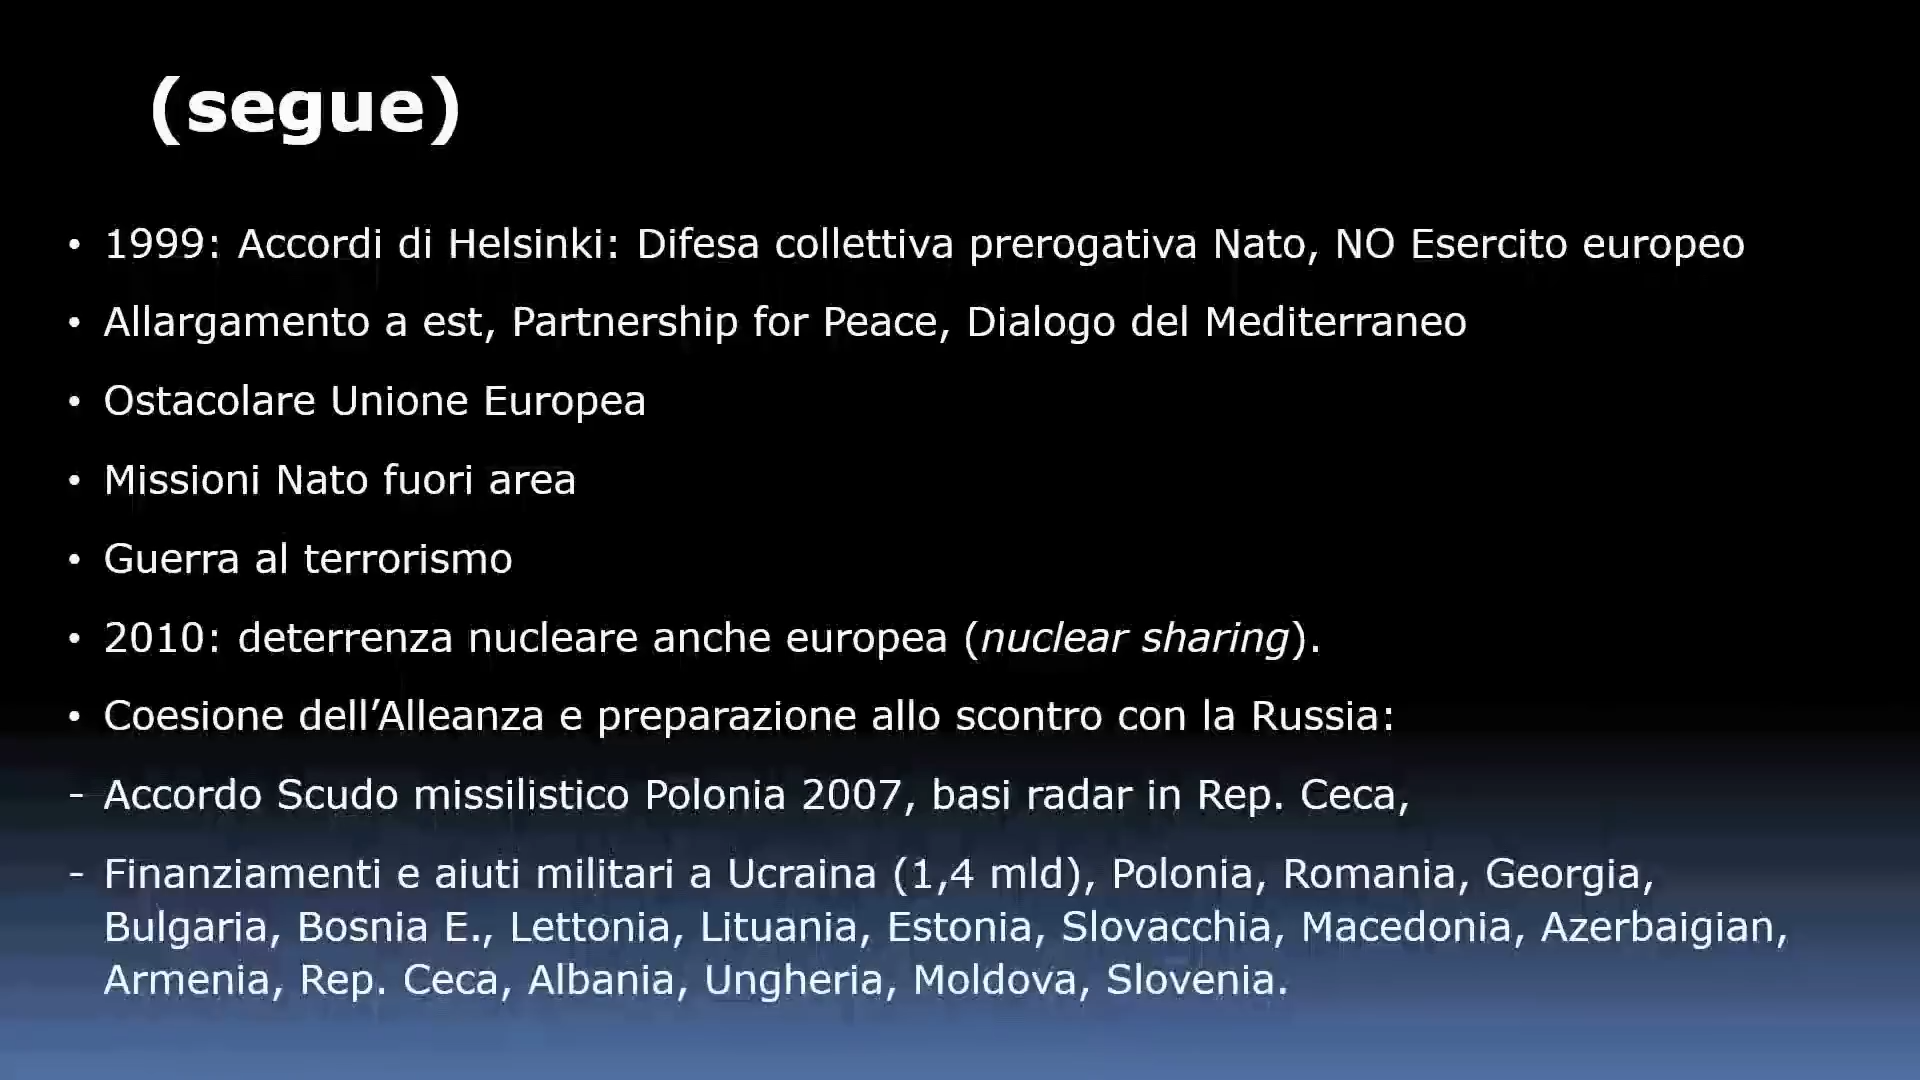 (segue)
• 1999: Accordi di Helsinki: Difesa collettiva prerogativa Nato, NO Esercito europeo
• Allargamento a est, Partnership for Peace, Dialogo del Mediterraneo
• Ostacolare Unione Europea
• Missioni Nato fuori area
• Guerra al terrorismo
• 2010: deterrenza nucleare anche europea (nuclear sharing).
• Coesione dell’Alleanza e preparazione allo scontro con la Russia:
- Accordo Scudo missilistico Polonia 2007, basi radar in Rep. Ceca,
- Finanziamenti e aiuti militari a Ucraina (1,4 mld), Polonia, Romania, Georgia,
Bulgaria, Bosnia E., Lettonia, Lituania, Estonia, Slovacchia, Macedonia, Azerbaigian,
Armenia, Rep. Ceca, Albania, Ungheria, Moldova, Slovenia.